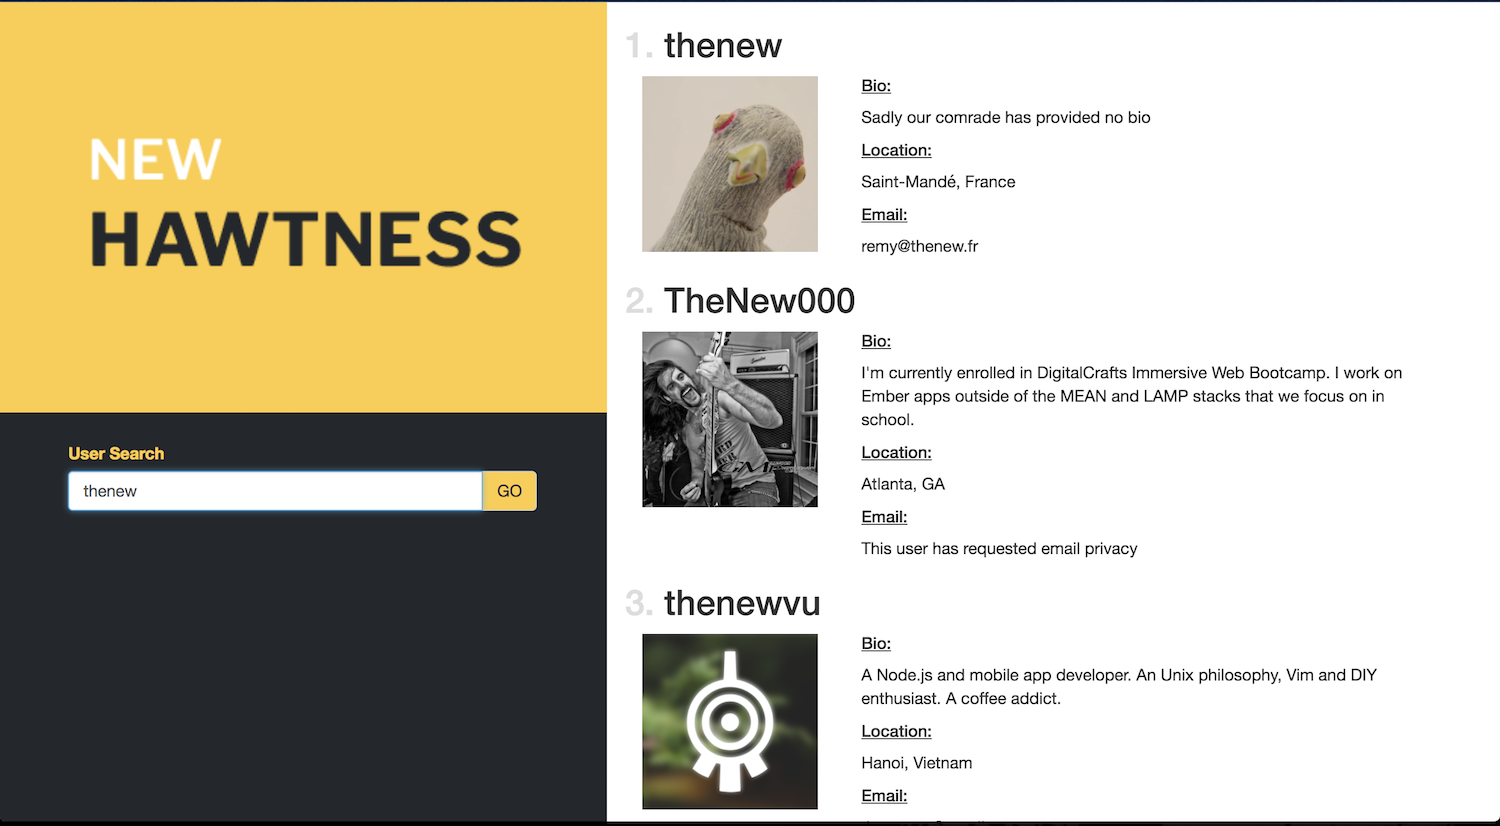 NEW
HAWTNESS
User Search
thenew
GO
1. thenew
Bio:
Sadly our comrade has provided no bio
Location:
Saint-Mandé, France
Email:
remy@thenew.fr
2. TheNew000
Bio:
I'm currently enrolled in DigitalCrafts Immersive Web Bootcamp. I work on
Ember apps outside of the MEAN and LAMP stacks that we focus on in
school.
Location:
Atlanta, GA
Email:
This user has requested email privacy
3. thenewvu
Bio:
A Node.js and mobile app developer. An Unix philosophy, Vim and DIY
enthusiast. A coffee addict.
Location:
Hanoi, Vietnam
Email: